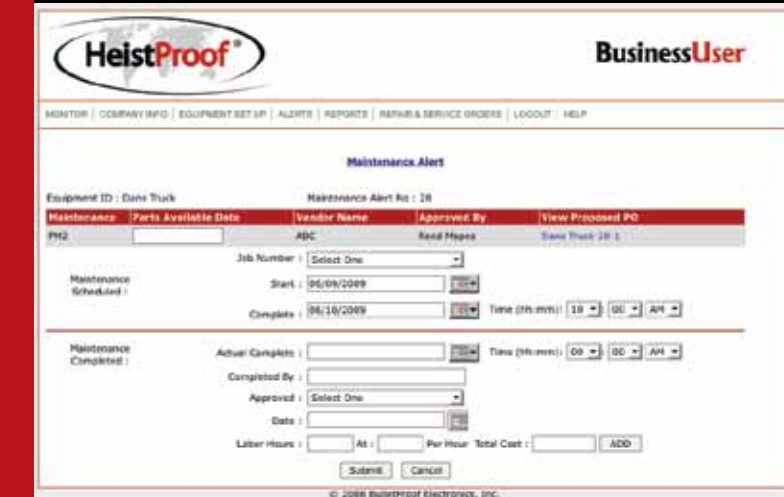 HeistProof®
BusinessUser
MONITOR | COMPANY INFO | EQUIPMENT SET UP | ALERTS | REPORTS | REPAIR & SERVICE ORDERS | LOGOUT | HELP
Maintenance Alert
Equipment ID : Dans Truck Maintenance Alert No : 28
Maintenance Parts Available Date Vendor Name Approved By View Proposed PO
PM2 ABC Dans Truck-28-1
Job Number : Select One
Maintenance Scheduled :
Start : 06/09/2009
Complete : 06/10/2009 Time (hh:mm): 10 : 00 AM
Maintenance Completed :
Actual Complete : Time (hh:mm): 00 : 00 AM
Completed By :
Approved : Select One
Date :
Labor Hours : At : Per Hour Total Cost : ADD
Submit Cancel
© 2008 BulletProof Electronics, Inc.